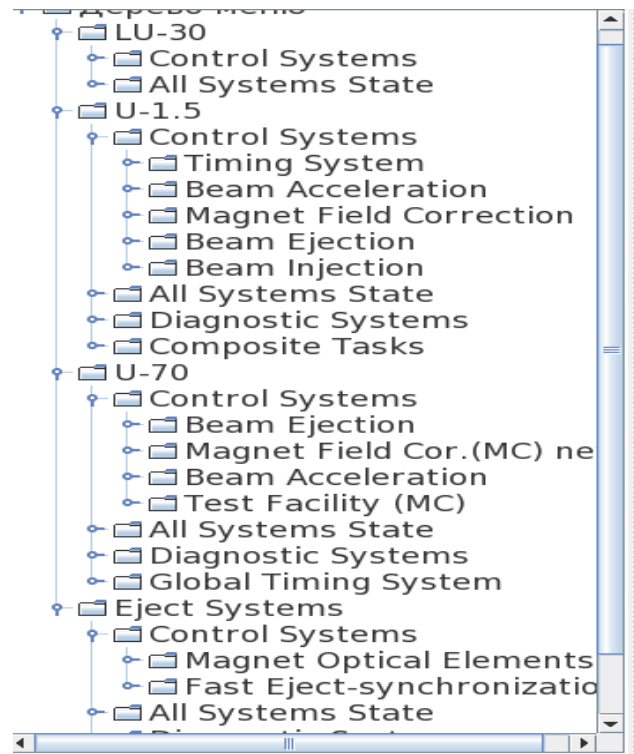 Дерево Меню
LU-30
Control Systems
All Systems State
U-1.5
Control Systems
Timing System
Beam Acceleration
Magnet Field Correction
Beam Ejection
Beam Injection
All Systems State
Diagnostic Systems
Composite Tasks
U-70
Control Systems
Beam Ejection
Magnet Field Cor.(MC) ne
Beam Acceleration
Test Facility (MC)
All Systems State
Diagnostic Systems
Global Timing System
Eject Systems
Control Systems
Magnet Optical Elements
Fast Eject-synchronizatio
All Systems State